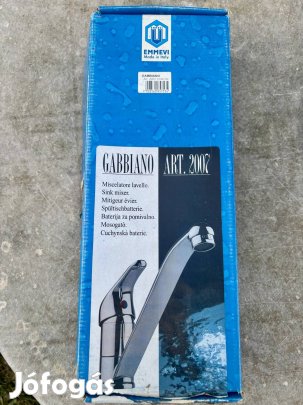 EMMEVI
Made in Italy
GABBIANO
GABBIANO ART. 2007
Miscelatore lavello.
Sink mixer.
Mitigeur évier.
Spültischbatterie.
Baterija za pomivalno.
Mosogató.
Cuchynská baterie.
Jófogás